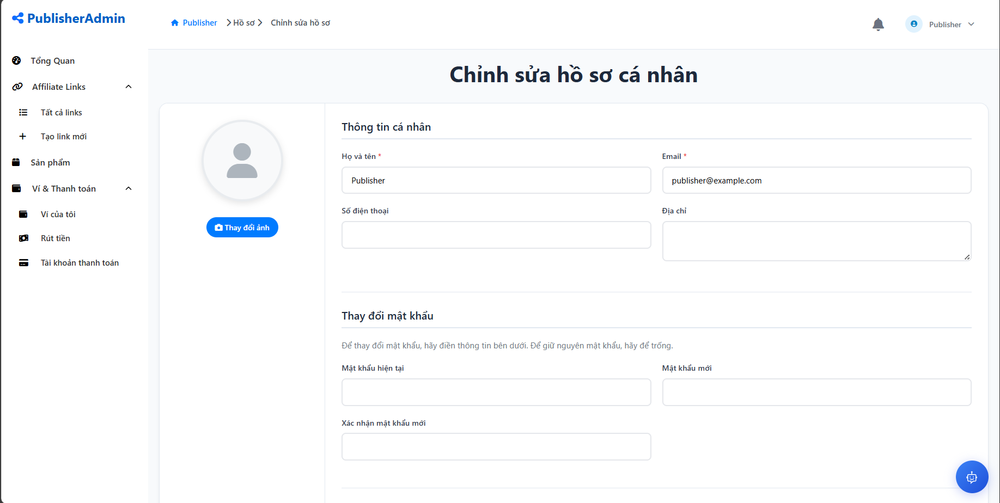 PublisherAdmin
Publisher > Hồ sơ > Chỉnh sửa hồ sơ
Publisher
Tổng Quan
Affiliate Links
Tất cả links
Tạo link mới
Sản phẩm
Ví & Thanh toán
Ví của tôi
Rút tiền
Tài khoản thanh toán
Chỉnh sửa hồ sơ cá nhân
Thay đổi ảnh
Thông tin cá nhân
Họ và tên *
Email *
Publisher
publisher@example.com
Số điện thoại
Địa chỉ
Thay đổi mật khẩu
Để thay đổi mật khẩu, hãy điền thông tin bên dưới. Để giữ nguyên mật khẩu, hãy để trống.
Mật khẩu hiện tại
Mật khẩu mới
Xác nhận mật khẩu mới